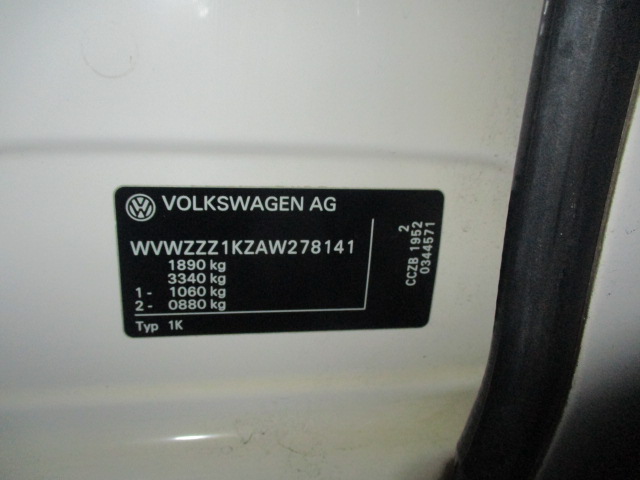 VOLKSWAGEN AG
WVWZZZ1KZAW278141
1890 kg
3340 kg
1 - 1060 kg
2 - 0880 kg
Typ 1K
2
CCZB 1952
0344571